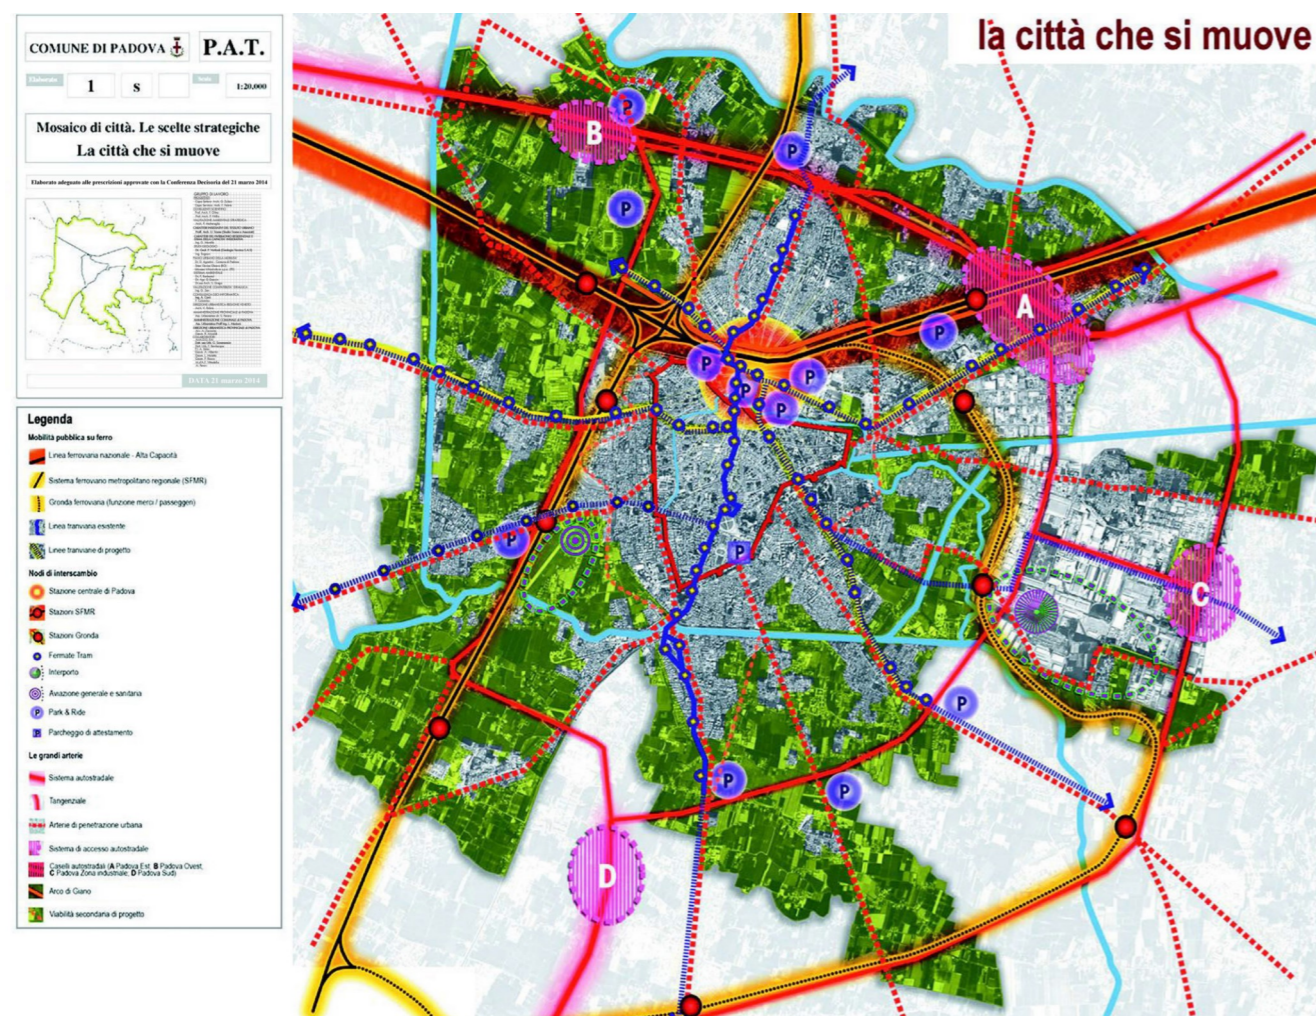 COMUNE DI PADOVA P.A.T.
Elaborato 1 s Scala 1:20.000
Mosaico di città. Le scelte strategiche
La città che si muove
Elaborato adeguato alle prescrizioni approvate con la Conferenza Decisoria del 21 marzo 2014
DATA 21 marzo 2014
Legenda
Mobilità pubblica su ferro
Linea ferroviaria nazionale - Alta Capacità
Sistema ferroviario metropolitano regionale (SFMR)
Gronda ferroviaria (funzione merci / passeggeri)
Linea tranviaria esistente
Linee tranviarie di progetto
Nodi di interscambio
Stazione centrale di Padova
Stazioni SFMR
Stazioni Gronda
Fermate Tram
Interporto
Aviazione generale e sanitaria
P Park & Ride
P Parcheggio di attestamento
Le grandi arterie
Sistema autostradale
Tangenziale
Arterie di penetrazione urbana
Sistema di accesso autostradale
Caselli autostradali (A Padova Est, B Padova Ovest,
C Padova Zona industriale, D Padova Sud)
Arco di Giano
Viabilità secondaria di progetto
la città che si muove
P
B
P
P
A
P
P
P
P
P
P
P
C
P
P
P
D